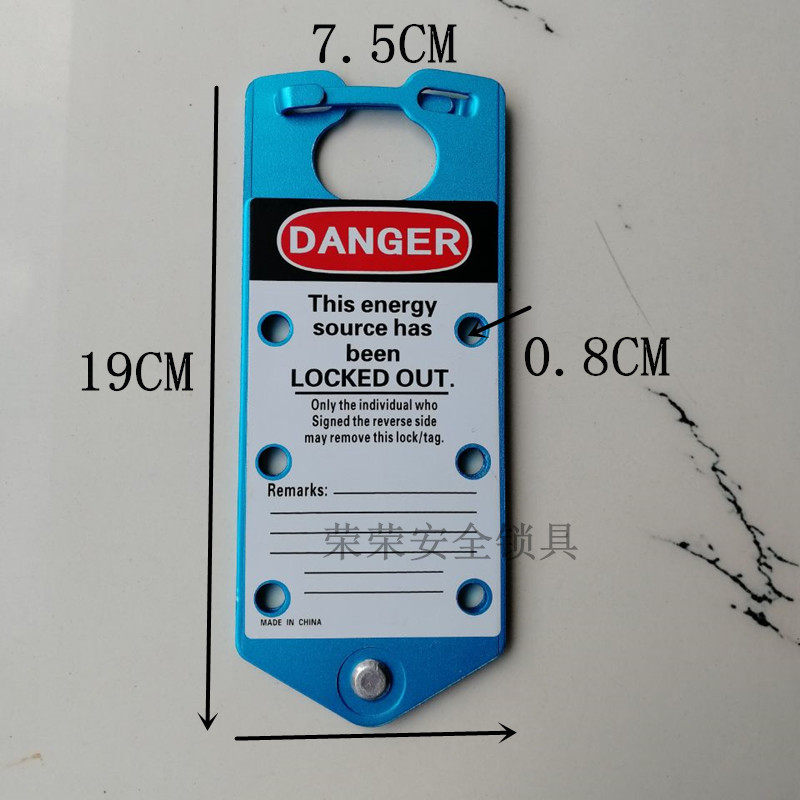 7.5CM
DANGER
This energy
source has
been
LOCKED OUT.
0.8CM
19CM
Only the individual who
Signed the reverse side
may remove this lock/tag.
Remarks:
荣荣安全锁具
MADE IN CHINA